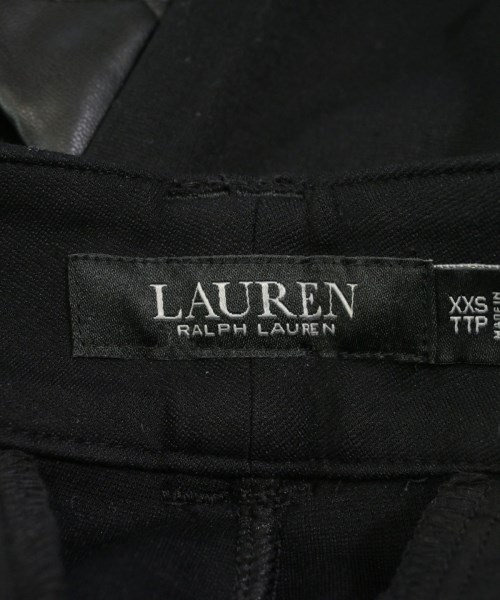 LAUREN
RALPH LAUREN
XXS
TTP
MADE IN